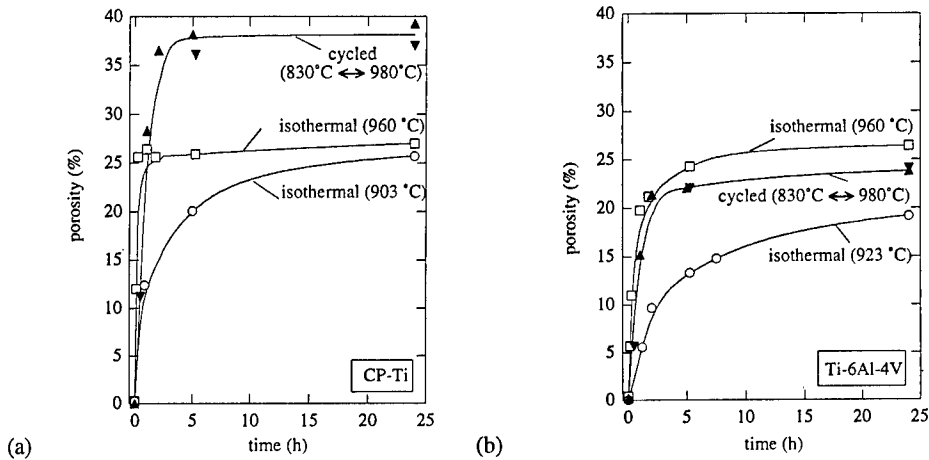 40
35
30
25
20
15
10
5
0
porosity (%)
cycled
(830°C ↔ 980°C)
isothermal (960 °C)
isothermal (903 °C)
CP-Ti
0 5 10 15 20 25
time (h)
(a)
40
35
30
25
20
15
10
5
0
porosity (%)
isothermal (960 °C)
cycled (830°C ↔ 980°C)
isothermal (923 °C)
Ti-6Al-4V
0 5 10 15 20 25
time (h)
(b)